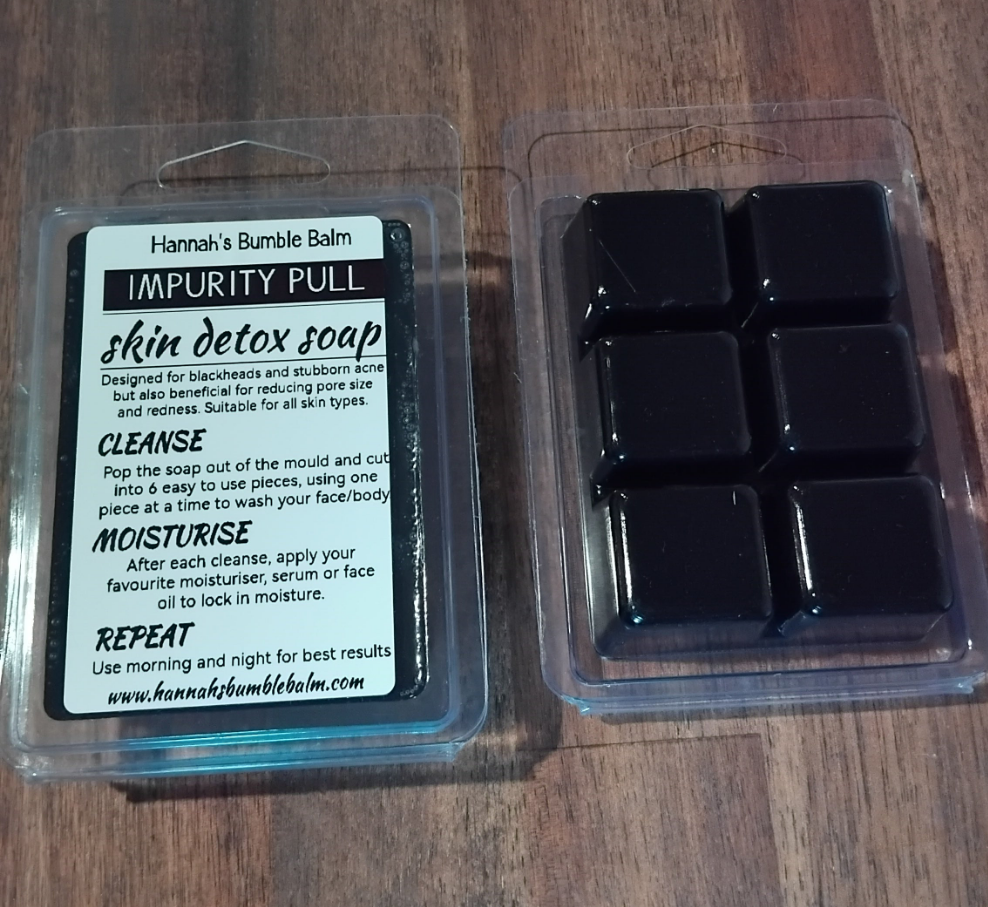 Hannah's Bumble Balm
IMPURITY PULL
skin detox soap
Designed for blackheads and stubborn acne
but also beneficial for reducing pore size
and redness. Suitable for all skin types.
CLEANSE
Pop the soap out of the mould and cut
into 6 easy to use pieces, using one
piece at a time to wash your face/body
MOISTURISE
After each cleanse, apply your
favourite moisturiser, serum or face
oil to lock in moisture.
REPEAT
Use morning and night for best results
www.hannahsbumblebalm.com